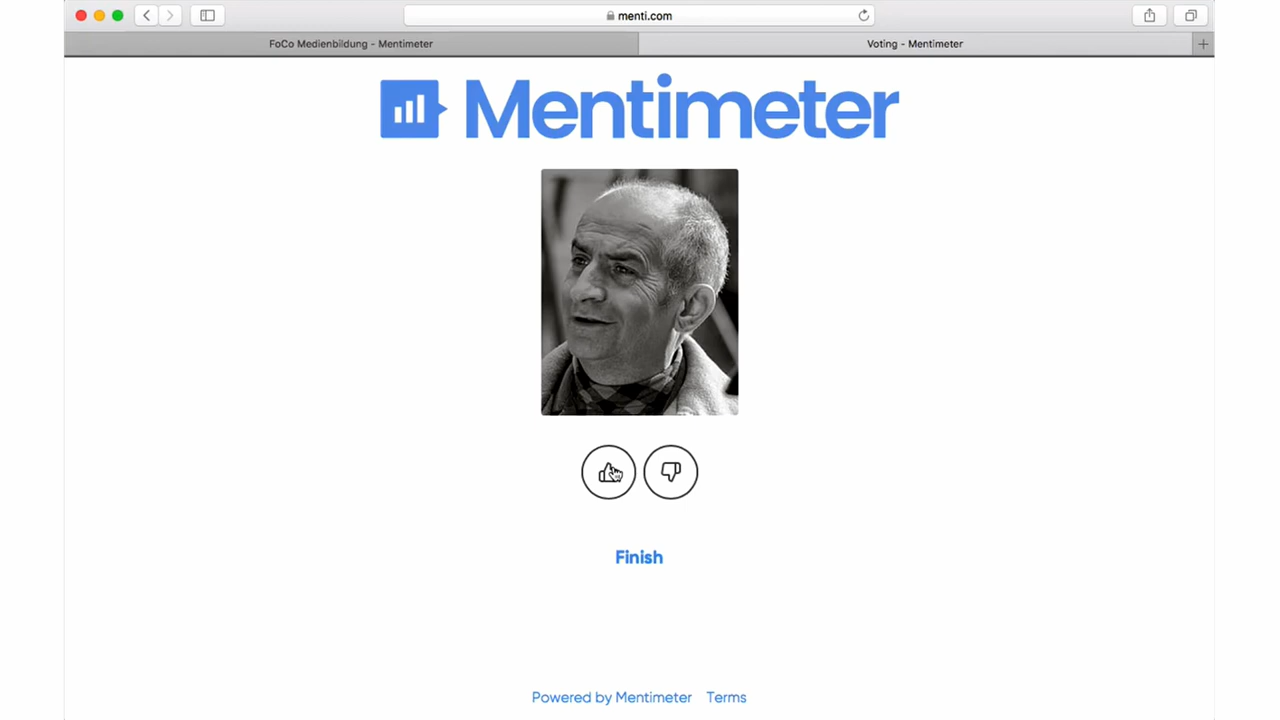 menti.com
FoCo Medienbildung - Mentimeter
Voting - Mentimeter
Mentimeter
Finish
Powered by Mentimeter
Terms